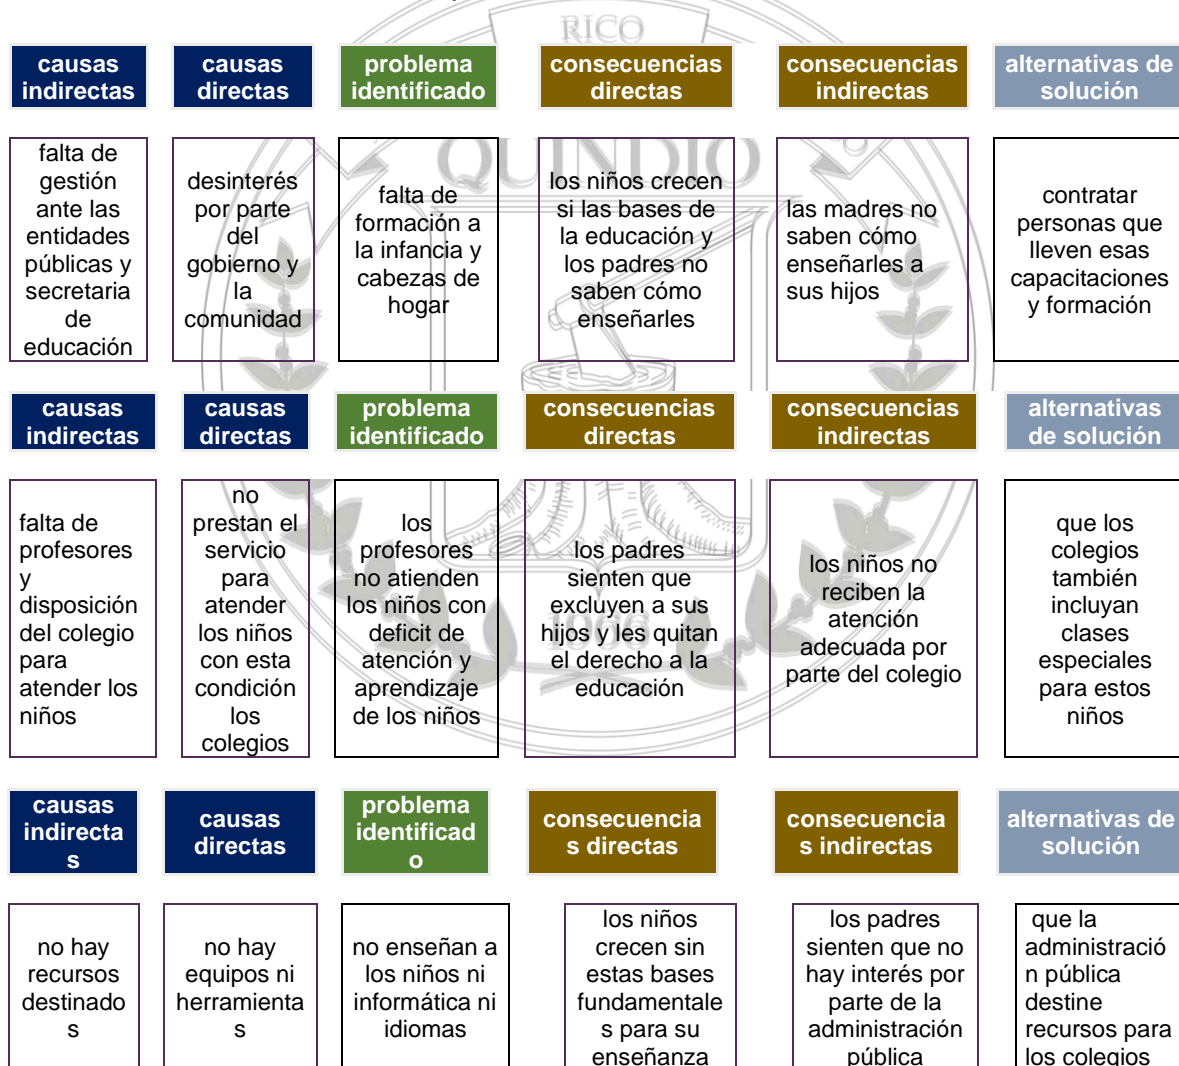 RICO
causas
indirectas
causas
directas
problema
identificado
consecuencias
directas
consecuencias
indirectas
alternativas de
solución
QUINDIO
falta de
gestión
ante las
entidades
públicas y
secretaria
de
educación
desinterés
por parte
del
gobierno y
la
comunidad
falta de
formación a
la infancia y
cabezas de
hogar
los niños crecen
si las bases de
la educación y
los padres no
saben cómo
enseñarles
las madres no
saben cómo
enseñarles a
sus hijos
contratar
personas que
lleven esas
capacitaciones
y formación
causas
indirectas
causas
directas
problema
identificado
consecuencias
directas
consecuencias
indirectas
alternativas
de solución
falta de
profesores
y
disposición
del colegio
para
atender los
niños
no
prestan el
servicio
para
atender
los niños
con esta
condición
los
colegios
los
profesores
no atienden
los niños con
deficit de
atención y
aprendizaje
de los niños
los padres
sienten que
excluyen a sus
hijos y les quitan
el derecho a la
educación
1966
los niños no
reciben la
atención
adecuada por
parte del colegio
que los
colegios
también
incluyan
clases
especiales
para estos
niños
causas
indirecta
s
causas
directas
problema
identificad
o
consecuencia
s directas
consecuencia
s indirectas
alternativas de
solución
no hay
recursos
destinado
s
no hay
equipos ni
herramienta
s
no enseñan a
los niños ni
informática ni
idiomas
los niños
crecen sin
estas bases
fundamentale
s para su
enseñanza
los padres
sienten que no
hay interés por
parte de la
administración
pública
que la
administració
n pública
destine
recursos para
los colegios